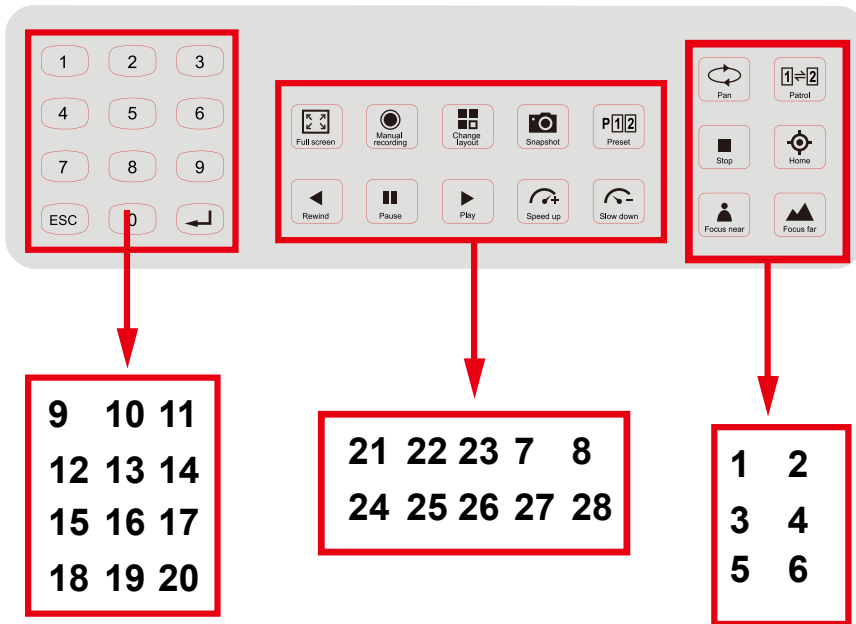 1 2 3
4 5 6
7 8 9
ESC 0
Full screen
Manual
recording
Change
layout
Snapshot
P12
Preset
Rewind
Pause
Play
Speed up
Slow down
Pan
1⇌2
Patrol
Stop
Home
Focus near
Focus far
9 10 11
12 13 14
15 16 17
18 19 20
21 22 23 7 8
24 25 26 27 28
1 2
3 4
5 6